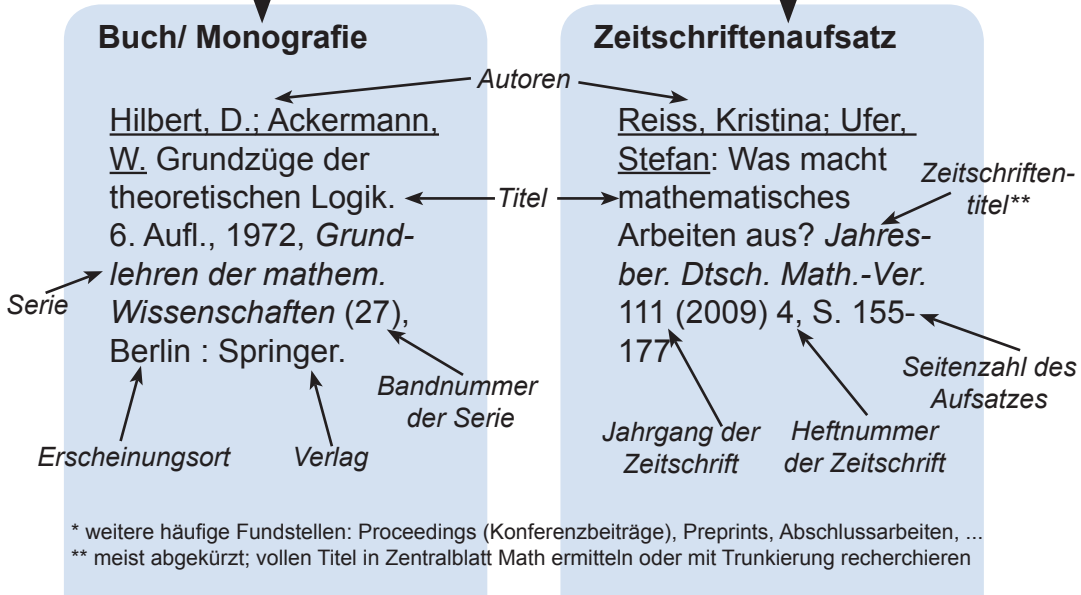 Buch/ Monografie
Hilbert, D.; Ackermann,
W. Grundzüge der
theoretischen Logik.
6. Aufl., 1972, Grund-
lehren der mathem.
Wissenschaften (27),
Berlin : Springer.
Serie
Erscheinungsort
Verlag
Bandnummer
der Serie
Autoren
Titel
Zeitschriftenaufsatz
Reiss, Kristina; Ufer,
Stefan: Was macht
mathematisches
Arbeiten aus? Jahres-
ber. Dtsch. Math.-Ver.
111 (2009) 4, S. 155-
177
Zeitschriften-
titel**
Seitenzahl des
Aufsatzes
Jahrgang der
Zeitschrift
Heftnummer
der Zeitschrift
* weitere häufige Fundstellen: Proceedings (Konferenzbeiträge), Preprints, Abschlussarbeiten, ...
** meist abgekürzt; vollen Titel in Zentralblatt Math ermitteln oder mit Trunkierung recherchieren